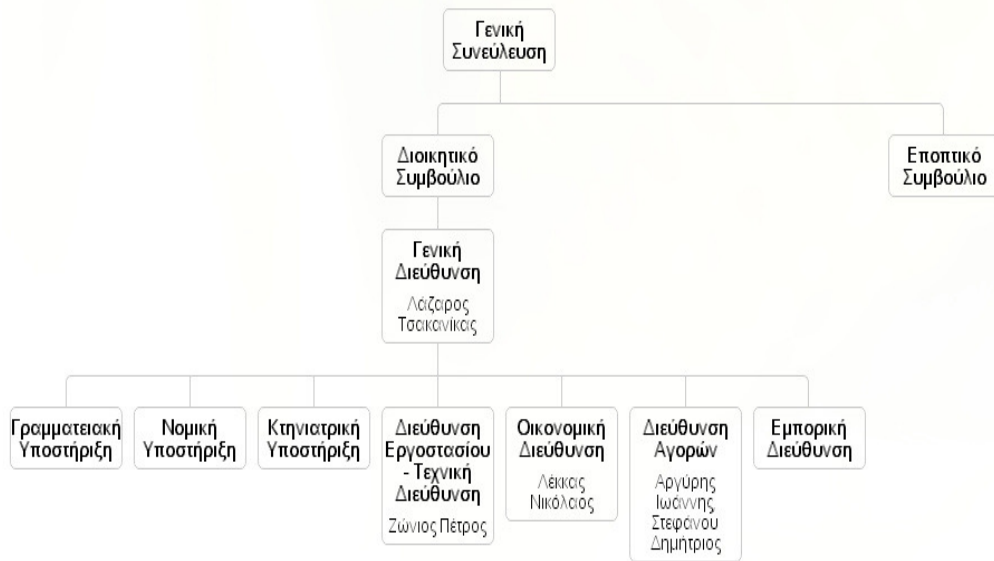 Γενική
Συνεύλευση
Διοικητικό
Συμβούλιο
Εποπτικό
Συμβούλιο
Γενική
Διεύθυνση
Λάζαρος
Τσακανίκας
Γραμματειακή
Υποστήριξη
Νομική
Υποστήριξη
Κτηνιατρική
Υποστήριξη
Διεύθυνση
Εργοστασίου
- Τεχνική
Διεύθυνση
Ζώνιος Πέτρος
Οικονομική
Διεύθυνση
Λέκκας
Νικόλαος
Διεύθυνση
Αγορών
Αργύρης
Ιωάννης,
Στεφάνου
Δημήτριος
Εμπορική
Διεύθυνση